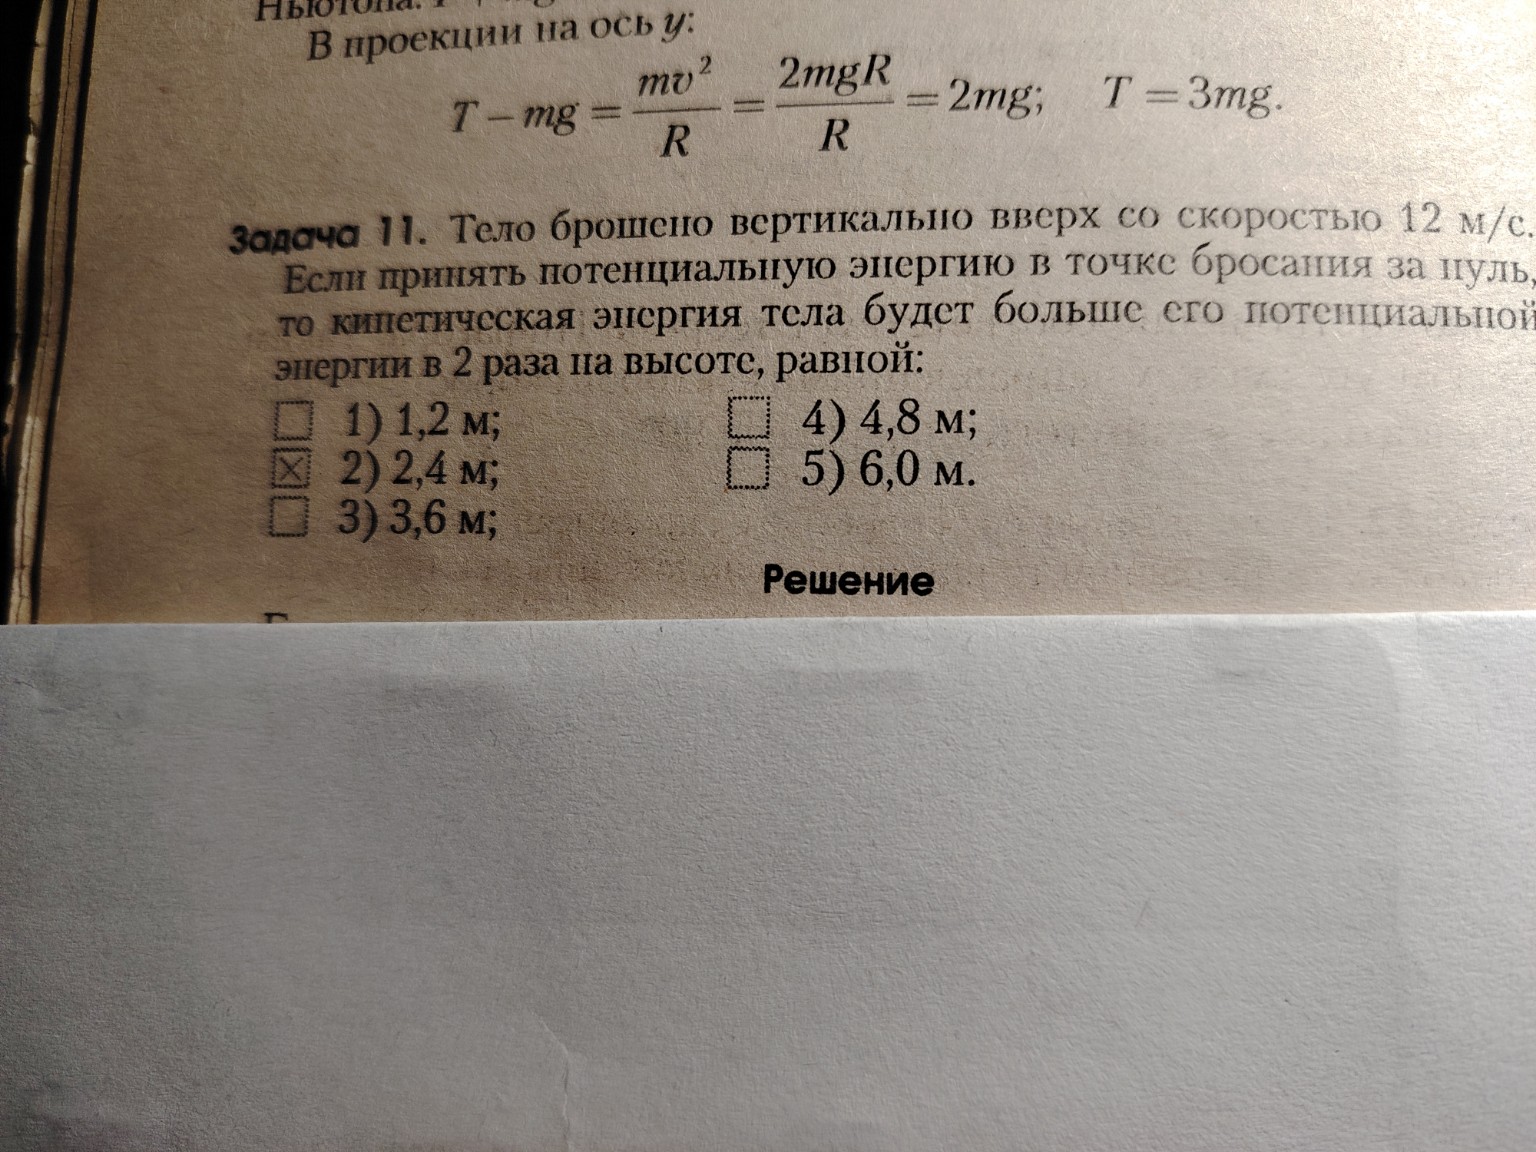 Ньютона:
В проекции на ось y:
T – mg = mv²/R = 2mgR/R = 2mg; T = 3mg.
Задача 11. Тело брошено вертикально вверх со скоростью 12 м/с.
Если принять потенциальную энергию в точке бросания за нуль,
то кинетическая энергия тела будет больше его потенциальной
энергии в 2 раза на высоте, равной:
1) 1,2 м; 4) 4,8 м;
2) 2,4 м; 5) 6,0 м.
3) 3,6 м;
Решение